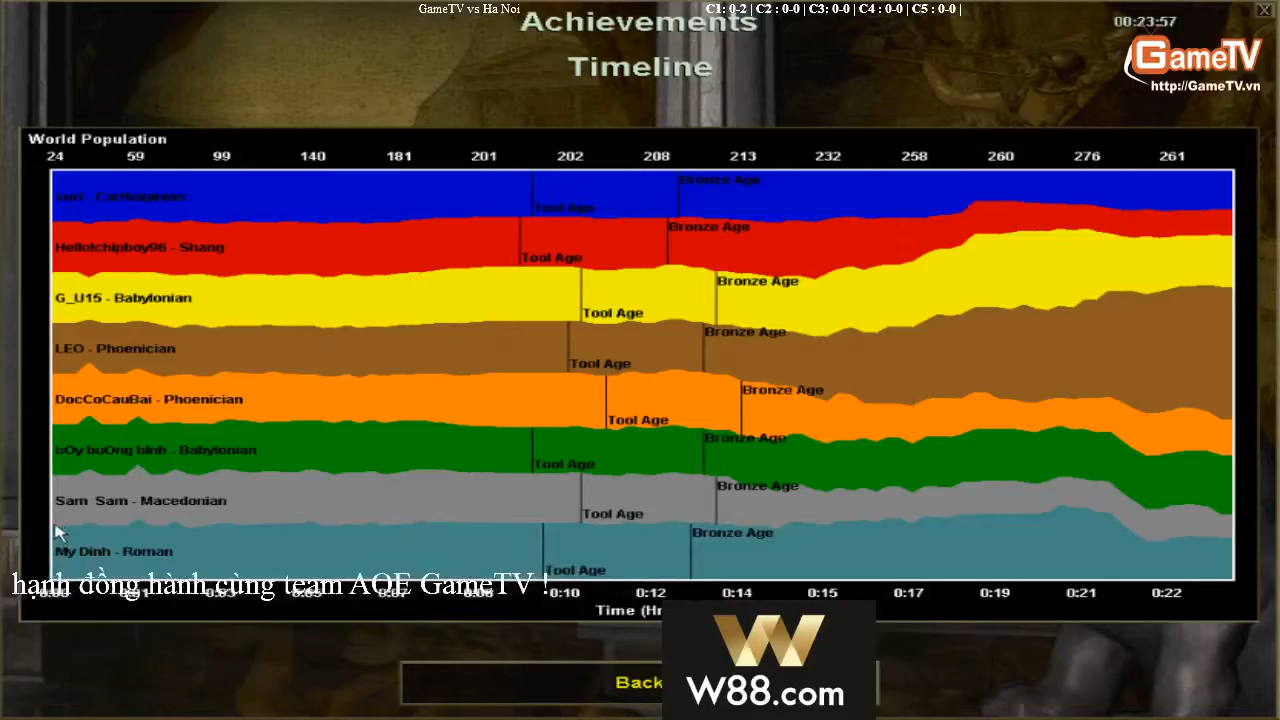 GameTV vs Ha Noi
C1: 0-2 | C2 : 0-0 | C3: 0-0 | C4 : 0-0 | C5 : 0-0 |
Achievements
00:23:57
Timeline
GameTV
http://GameTV.vn
World Population
24 59 99 140 181 201 202 208 213 232 258 260 276 261
Bronze Age
- Carthaginian
Tool Age
Bronze Age
Hello!chipboy96 - Shang
Tool Age
Bronze Age
G_U15 - Babylonian
Tool Age
Bronze Age
LEO - Phoenician
Tool Age
Bronze Age
DocCoCauBai - Phoenician
Tool Age
Bronze Age
bOy buOng bInh - Babylonian
Tool Age
Bronze Age
Sam Sam - Macedonian
Tool Age
Bronze Age
My Dinh - Roman
Tool Age
hạnh đồng hành cùng team AOE GameTV !
0:10 0:12 0:14 0:15 0:17 0:19 0:21 0:22
Time (Hr
Back
W88.com